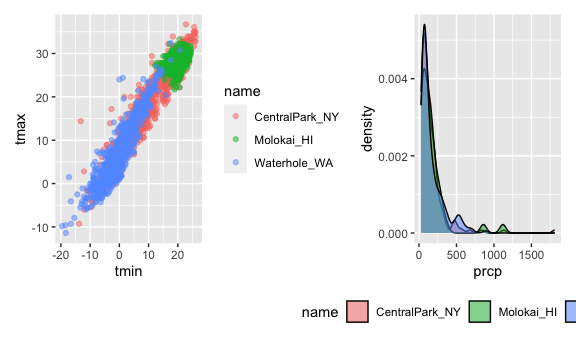 tmax
30
20
10
0
-10
-20 -10 0 10 20
tmin
name
CentralPark_NY
Molokai_HI
Waterhole_WA
density
0.004
0.002
0.000
0 500 1000 1500
prcp
name CentralPark_NY Molokai_HI